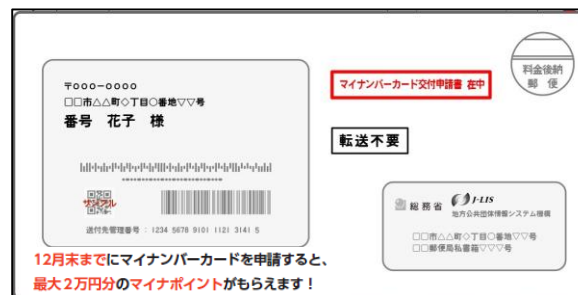 〒000-0000
□□市△△町◇丁目○番地▽▽号
番号 花子 様
サンプル
送付先管理番号 : 1234 5678 9101 1121 3141 5
マイナンバーカード交付申請書 在中
転送不要
料金後納
郵便
総務省 J-LIS
地方公共団体情報システム機構
□□市△△町◇丁目○番地▽▽号
□□郵便局私書箱▽▽▽号
12月末までにマイナンバーカードを申請すると、
最大2万円分のマイナポイントがもらえます！